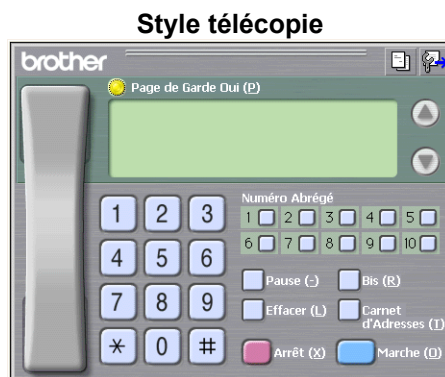 Style télécopie
brother
Page de Garde Oui (P)
Numéro Abrégé
1 2 3
1 2 3 4 5
6 7 8 9 10
4 5 6
Pause (-) Bis (R)
7 8 9
Effacer (L) Carnet
d'Adresses (T)
* 0 #
Arrêt (X) Marche (O)